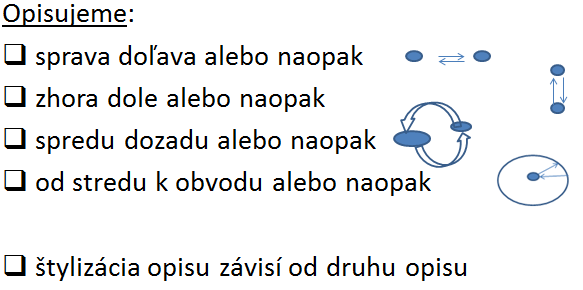 Opisujeme:
❑ sprava doľava alebo naopak
❑ zhora dole alebo naopak
❑ spredu dozadu alebo naopak
❑ od stredu k obvodu alebo naopak
❑ štylizácia opisu závisí od druhu opisu